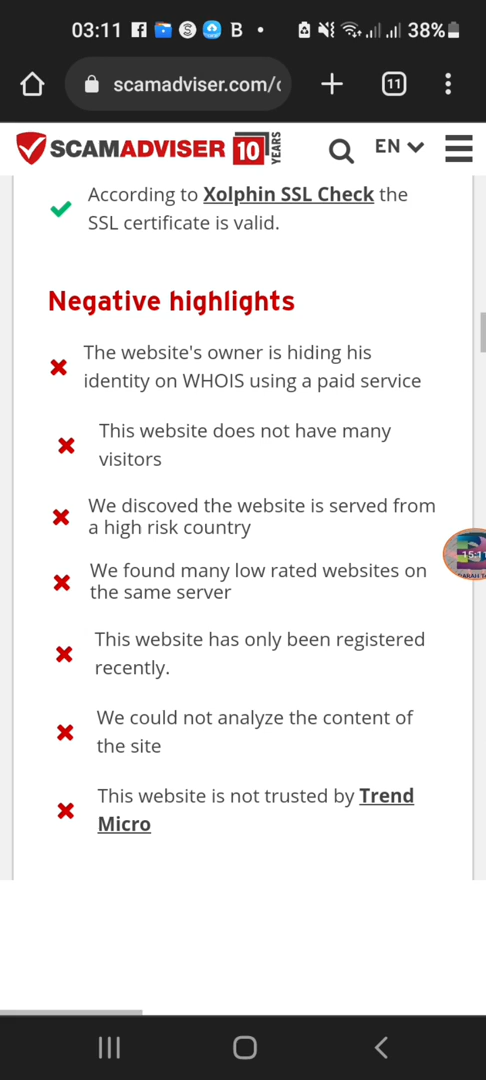 03:11 B 38%
scamadviser.com/c
11
SCAMADVISER 10 YEARS EN
According to Xolphin SSL Check the
SSL certificate is valid.
Negative highlights
The website's owner is hiding his
identity on WHOIS using a paid service
This website does not have many
visitors
We discoved the website is served from
a high risk country
We found many low rated websites on
the same server
This website has only been registered
recently.
We could not analyze the content of
the site
This website is not trusted by Trend
Micro